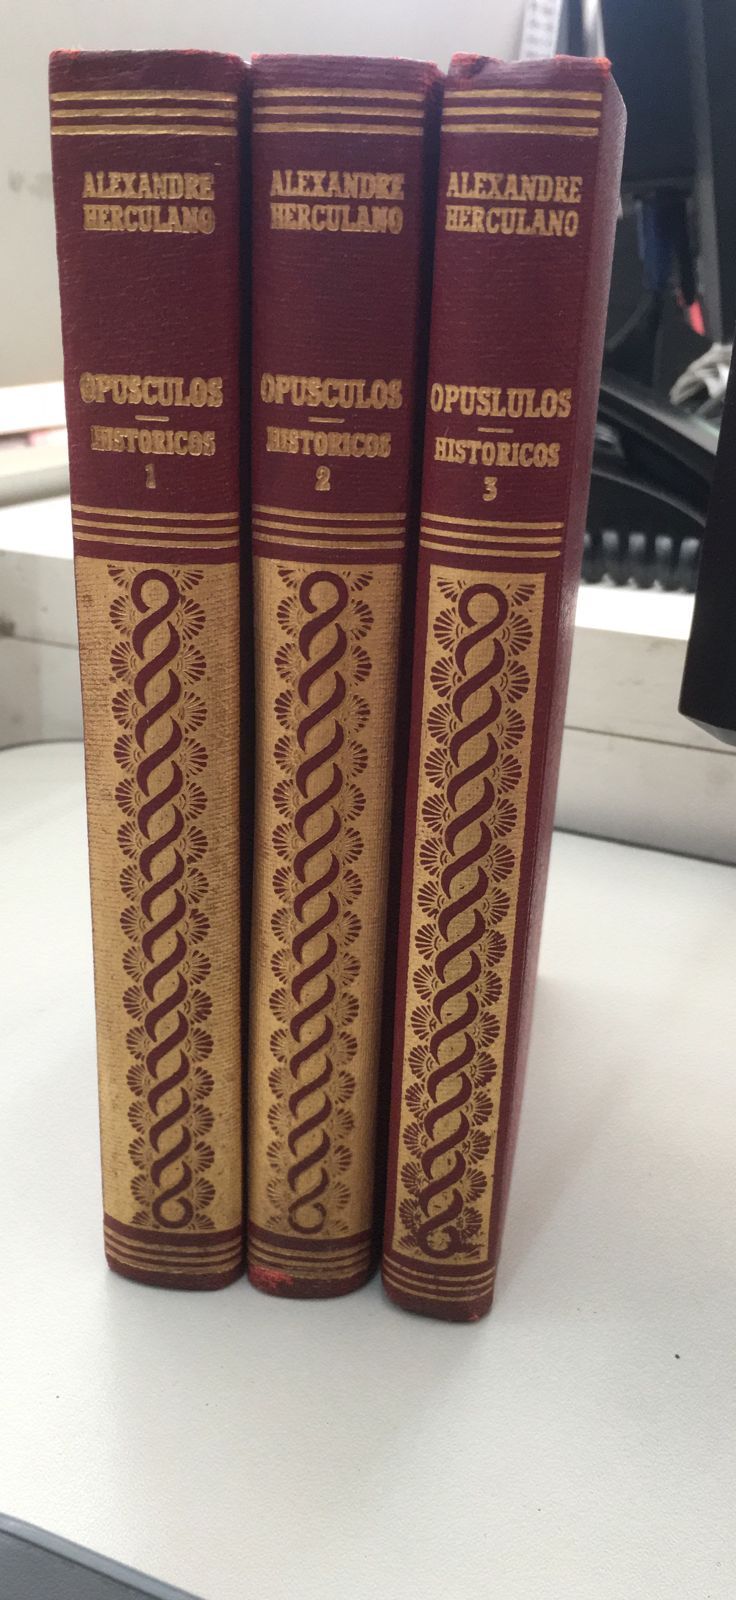 ALEXANDRE
HERCULANO
OPUSCULOS
HISTORICOS
1
ALEXANDRE
HERCULANO
OPUSCULOS
HISTORICOS
2
ALEXANDRE
HERCULANO
OPUSLULOS
HISTORICOS
3